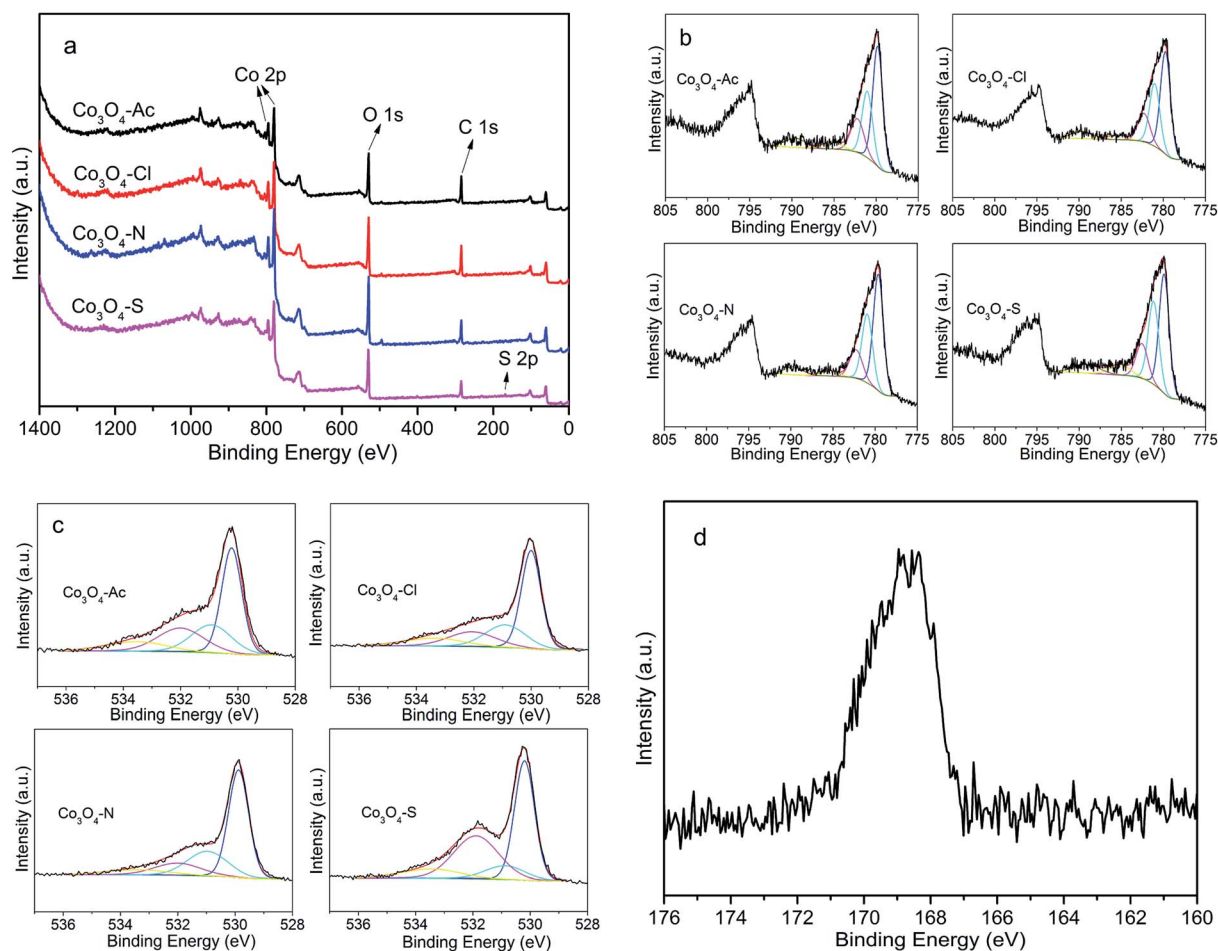 a
Co 2p
Co₃O₄-Ac
O 1s
C 1s
Co₃O₄-Cl
Co₃O₄-N
Co₃O₄-S
S 2p
Intensity (a.u.)
1400 1200 1000 800 600 400 200 0
Binding Energy (eV)
b
Co₃O₄-Ac
Intensity (a.u.)
805 800 795 790 785 780 775
Binding Energy (eV)
Co₃O₄-Cl
Intensity (a.u.)
805 800 795 790 785 780 775
Binding Energy (eV)
Co₃O₄-N
Intensity (a.u.)
805 800 795 790 785 780 775
Binding Energy (eV)
Co₃O₄-S
Intensity (a.u.)
805 800 795 790 785 780 775
Binding Energy (eV)
c
Co₃O₄-Ac
Intensity (a.u.)
536 534 532 530 528
Binding Energy (eV)
Co₃O₄-Cl
Intensity (a.u.)
536 534 532 530 528
Binding Energy (eV)
Co₃O₄-N
Intensity (a.u.)
536 534 532 530 528
Binding Energy (eV)
Co₃O₄-S
Intensity (a.u.)
536 534 532 530 528
Binding Energy (eV)
d
Intensity (a.u.)
176 174 172 170 168 166 164 162 160
Binding Energy (eV)